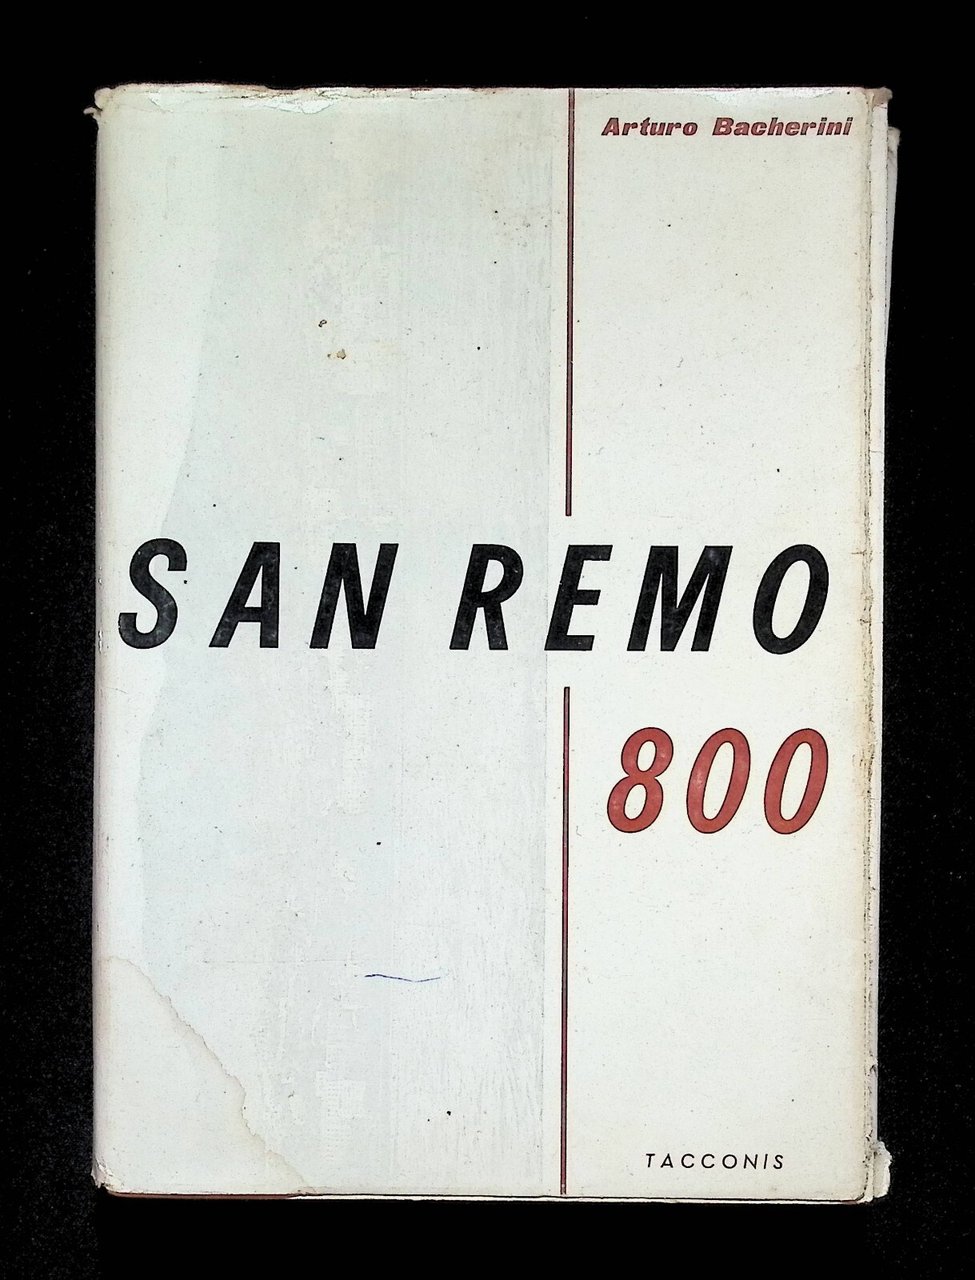 Arturo Bacherini
SAN REMO
800
TACCONIS